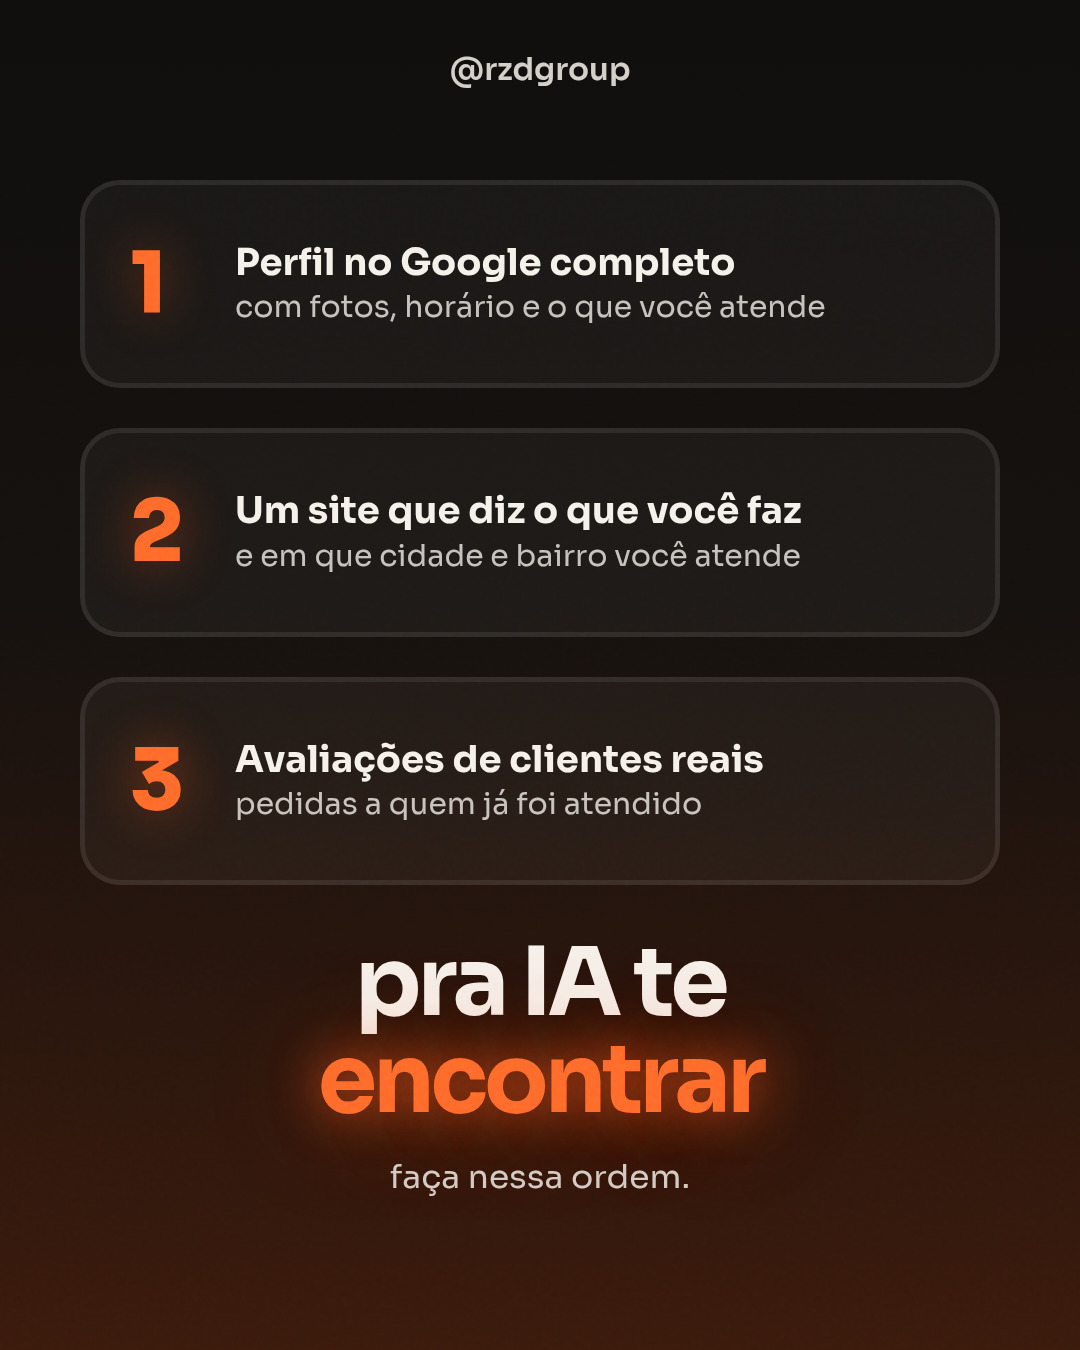 @rzdgroup
1
Perfil no Google completo
com fotos, horário e o que você atende
2
Um site que diz o que você faz
e em que cidade e bairro você atende
3
Avaliações de clientes reais
pedidas a quem já foi atendido
pra IA te
encontrar
faça nessa ordem.